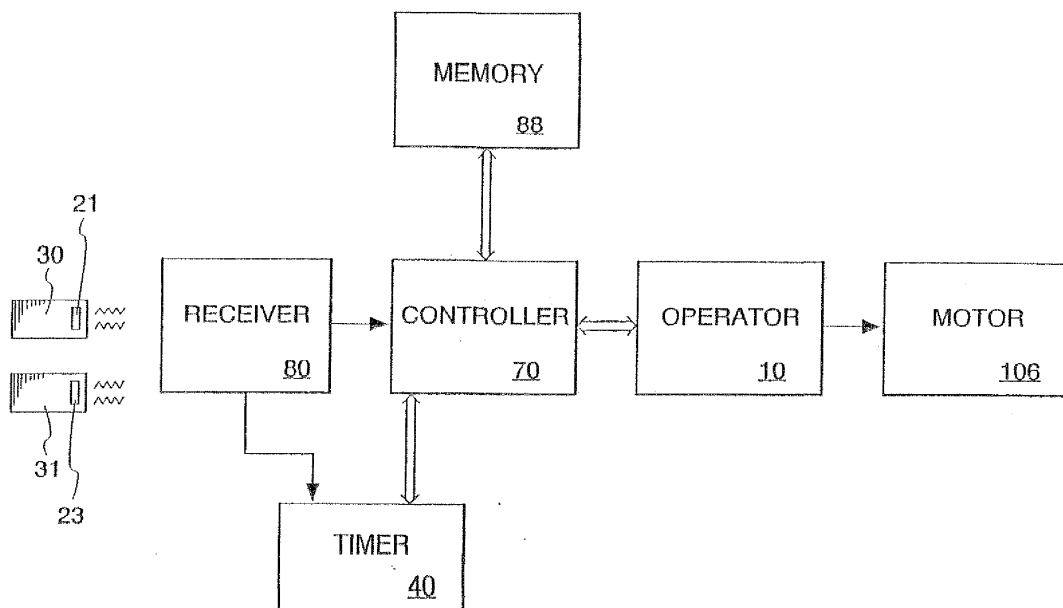 MEMORY
88
21
30
RECEIVER
80
CONTROLLER
70
OPERATOR
10
MOTOR
106
31
23
TIMER
40